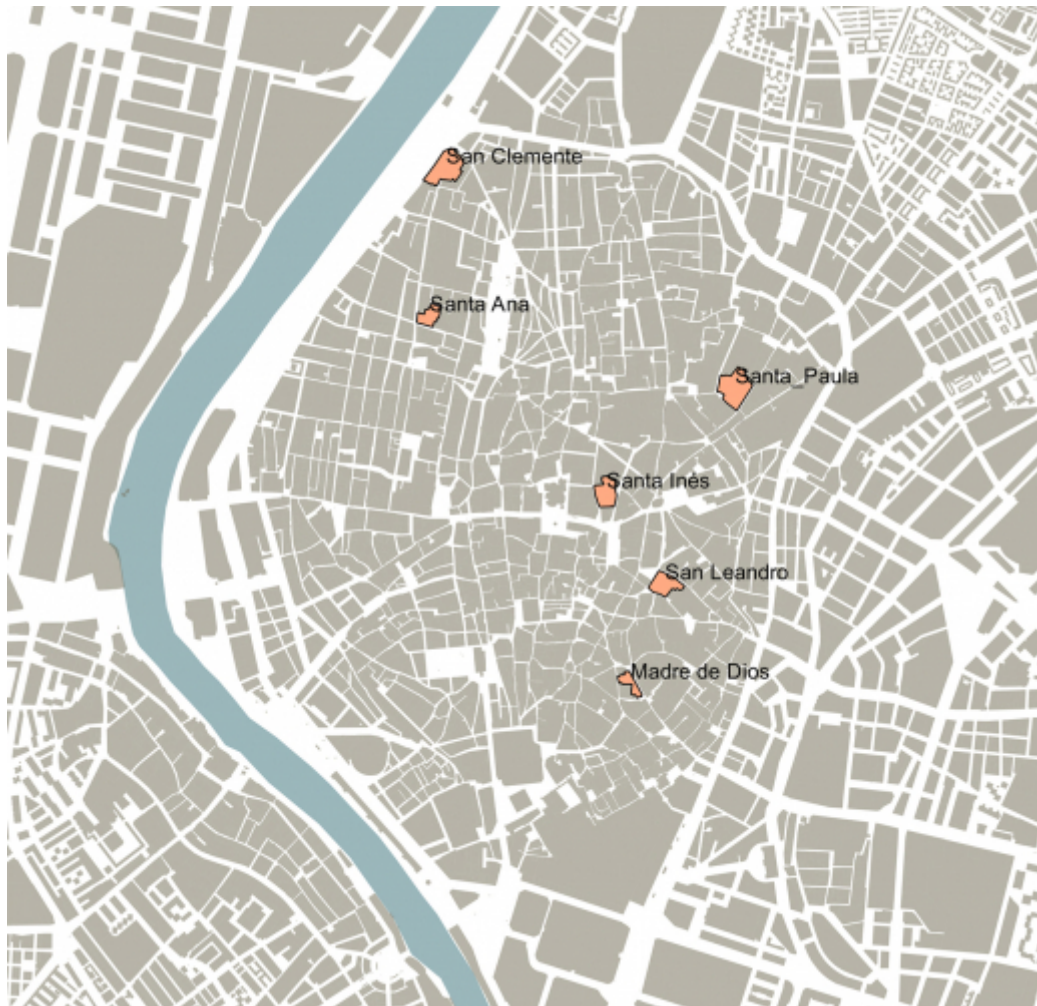 San Clemente
Santa Ana
Santa_Paula
Santa Inés
San Leandro
Madre de Dios